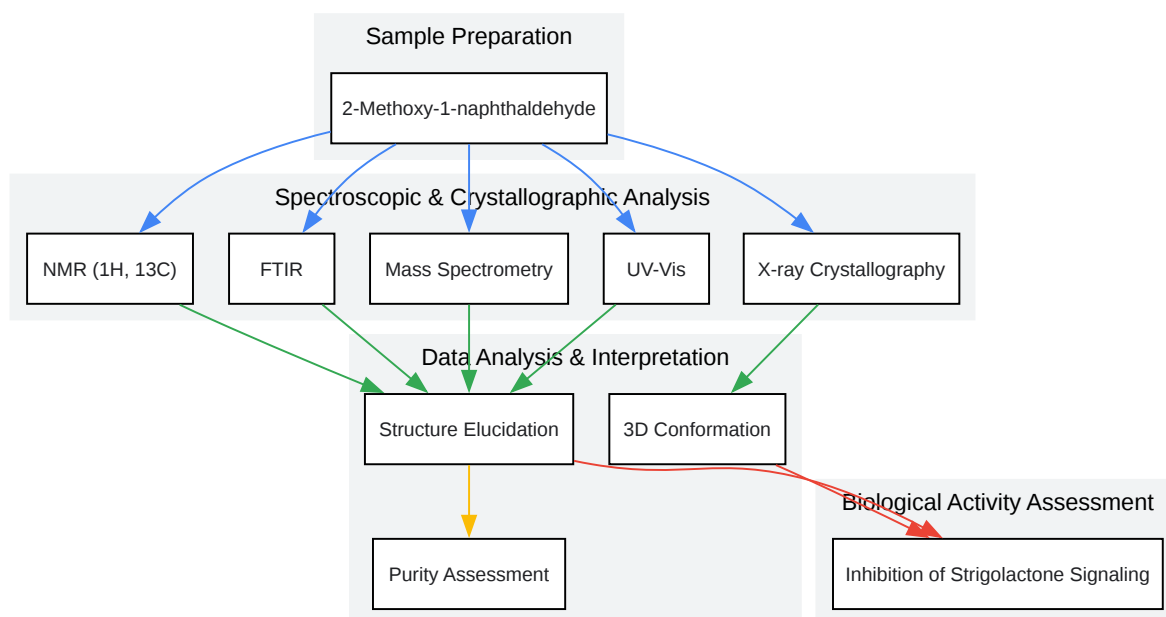 Sample Preparation
2-Methoxy-1-naphthaldehyde
Spectroscopic & Crystallographic Analysis
NMR (1H, 13C)
FTIR
Mass Spectrometry
UV-Vis
X-ray Crystallography
Data Analysis & Interpretation
Structure Elucidation
3D Conformation
Biological Activity Assessment
Purity Assessment
Inhibition of Strigolactone Signaling